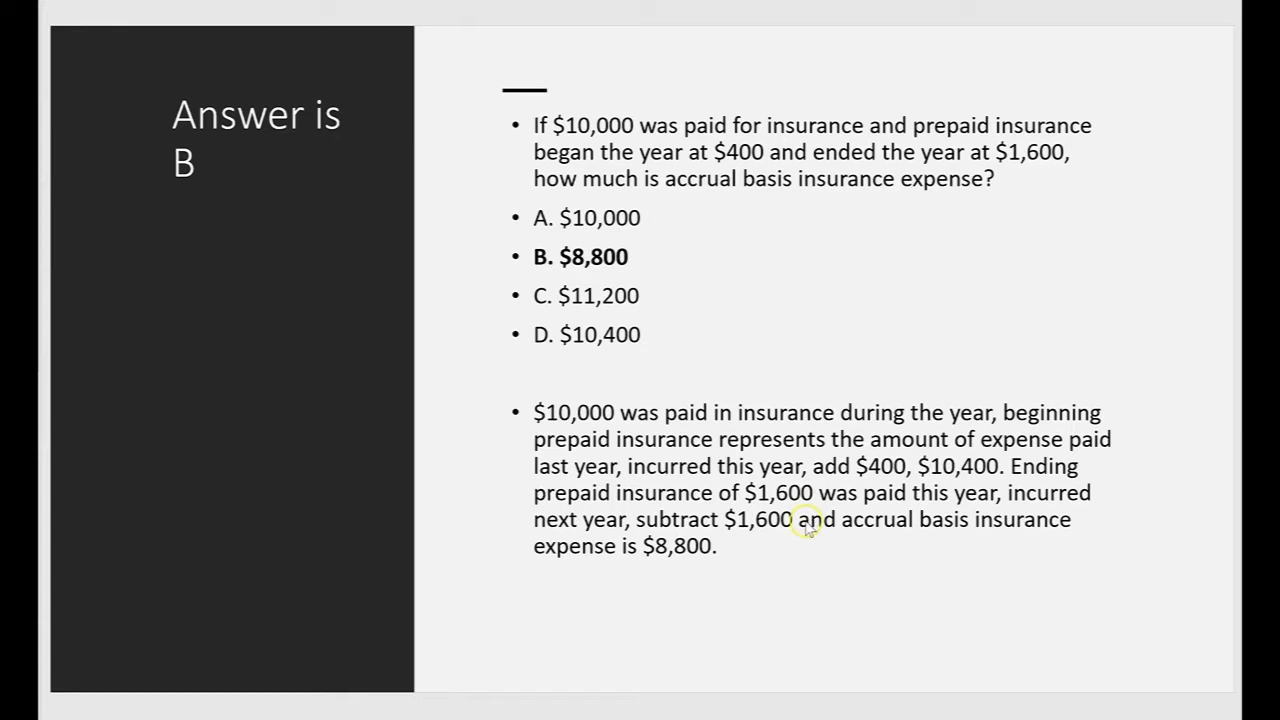 Answer is
B
• If $10,000 was paid for insurance and prepaid insurance
began the year at $400 and ended the year at $1,600,
how much is accrual basis insurance expense?
• A. $10,000
• B. $8,800
• C. $11,200
• D. $10,400
• $10,000 was paid in insurance during the year, beginning
prepaid insurance represents the amount of expense paid
last year, incurred this year, add $400, $10,400. Ending
prepaid insurance of $1,600 was paid this year, incurred
next year, subtract $1,600 and accrual basis insurance
expense is $8,800.